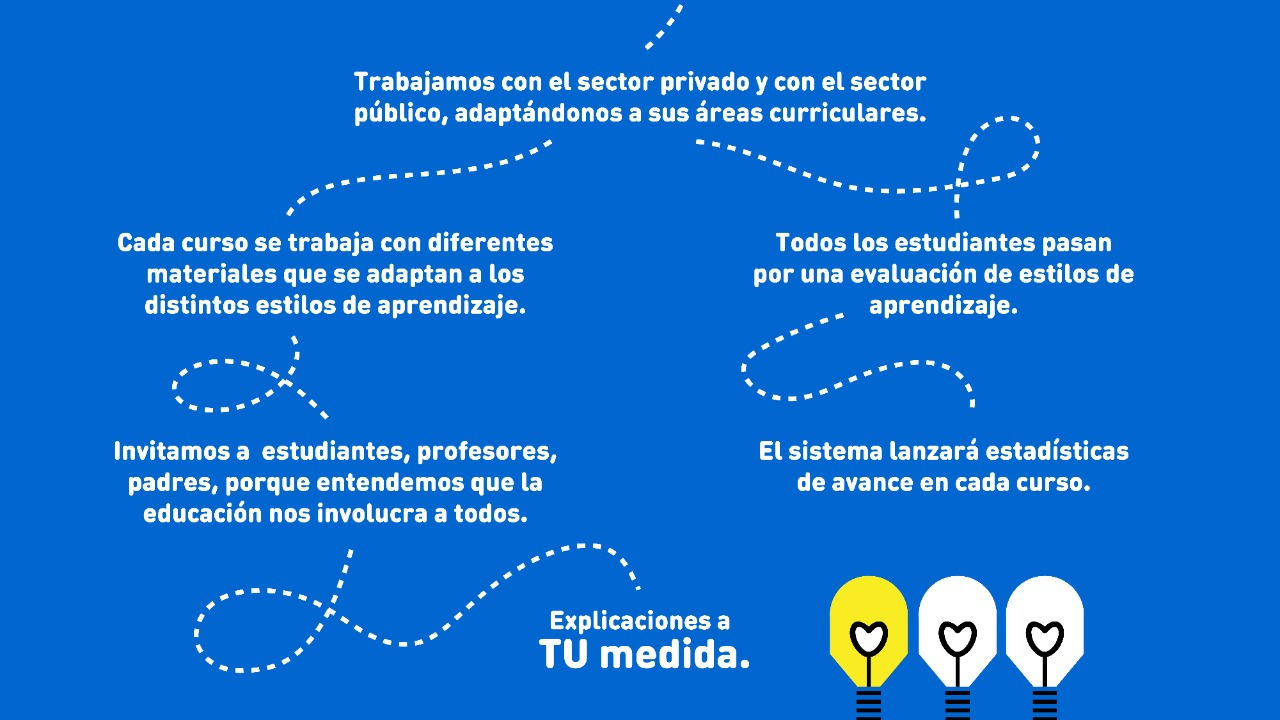 Trabajamos con el sector privado y con el sector
público, adaptándonos a sus áreas curriculares.
Cada curso se trabaja con diferentes
materiales que se adaptan a los
distintos estilos de aprendizaje.
Todos los estudiantes pasan
por una evaluación de estilos de
aprendizaje.
Invitamos a  estudiantes, profesores,
padres, porque entendemos que la
educación nos involucra a todos.
El sistema lanzará estadísticas
de avance en cada curso.
Explicaciones a
TU medida.